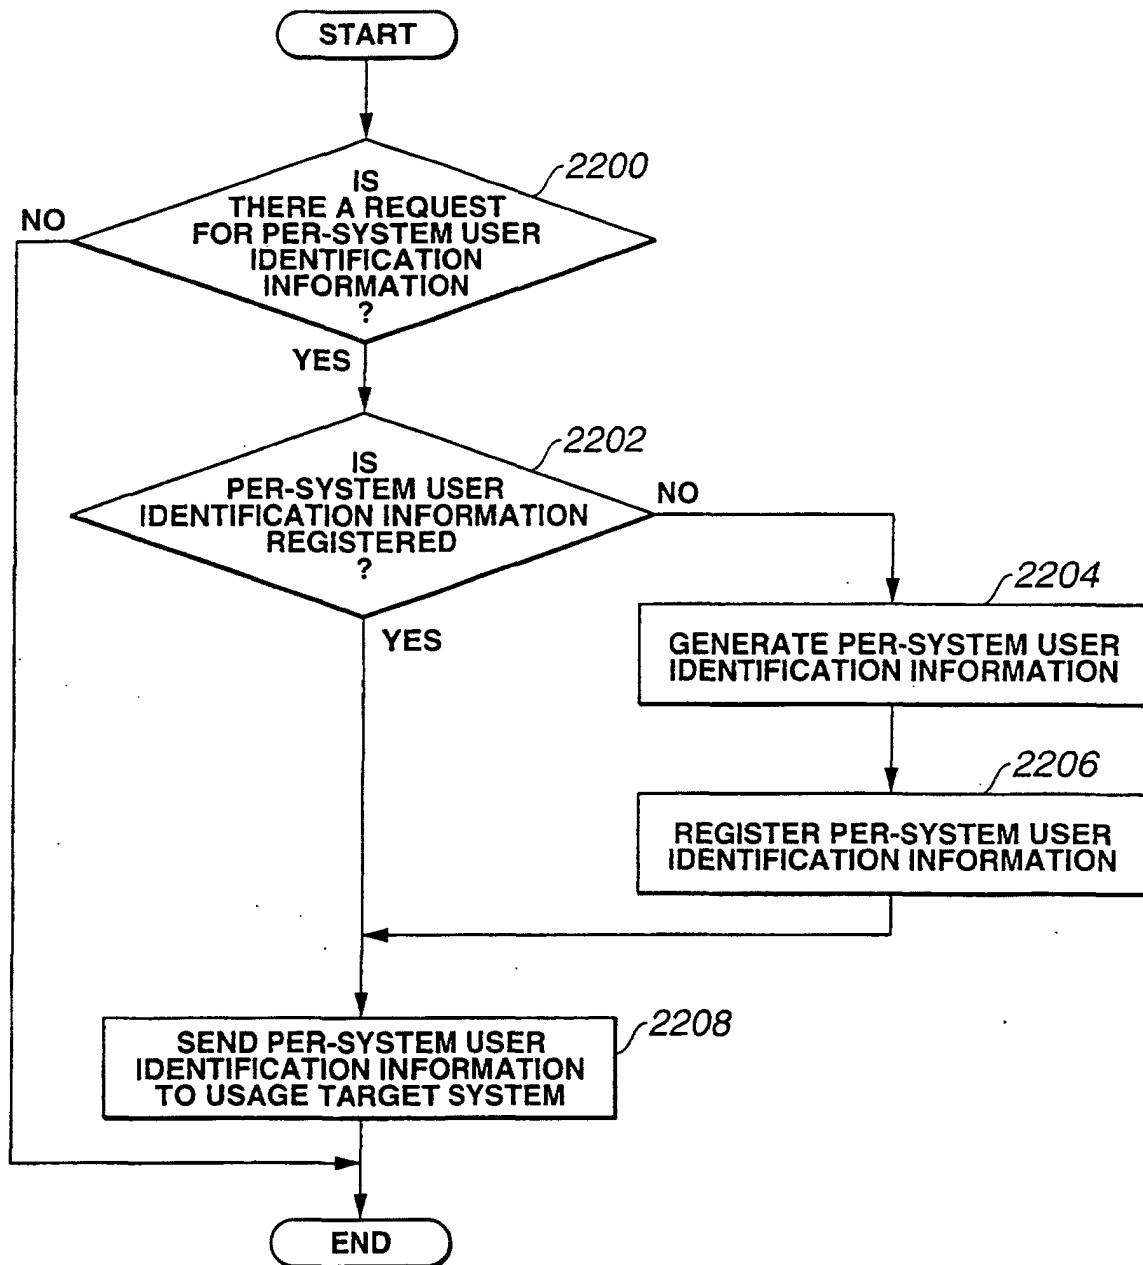 START
2200
IS
THERE A REQUEST
FOR PER-SYSTEM USER
IDENTIFICATION
INFORMATION
?
NO
YES
2202
IS
PER-SYSTEM USER
IDENTIFICATION INFORMATION
REGISTERED
?
NO
YES
2204
GENERATE PER-SYSTEM USER
IDENTIFICATION INFORMATION
2206
REGISTER PER-SYSTEM USER
IDENTIFICATION INFORMATION
2208
SEND PER-SYSTEM USER
IDENTIFICATION INFORMATION
TO USAGE TARGET SYSTEM
END